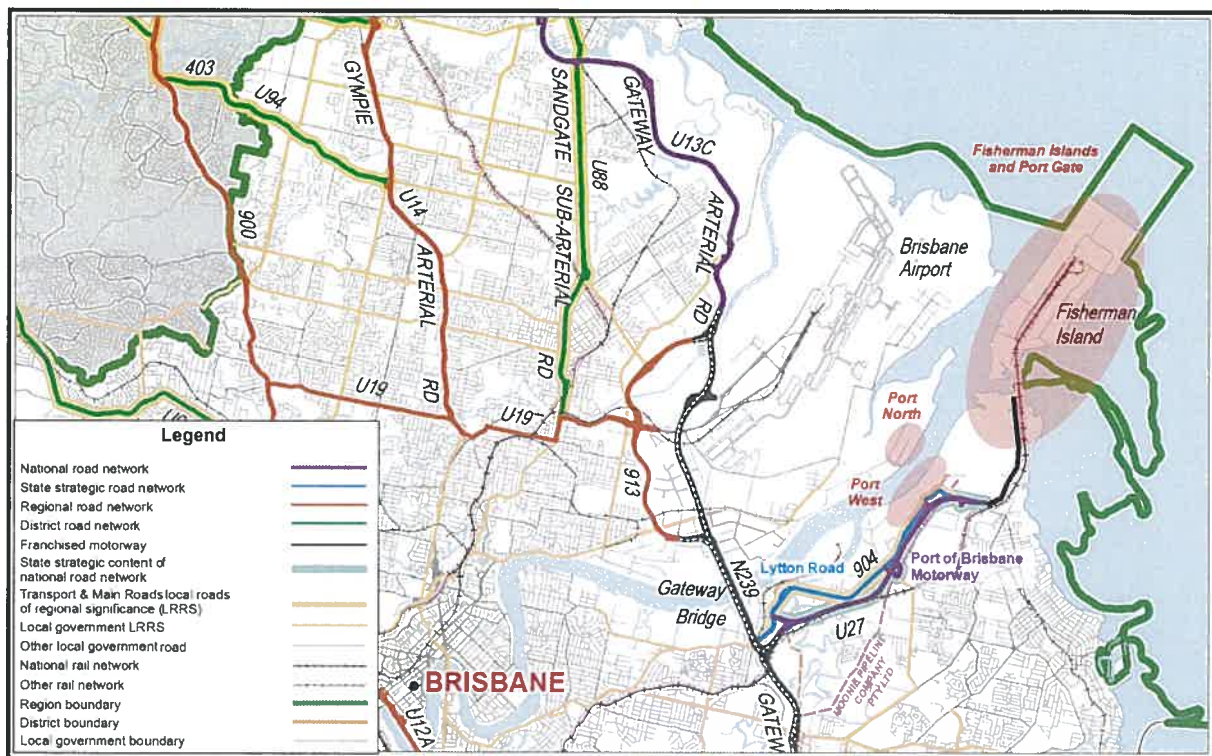 403
U94
GYMPIE
U14
ARTERIAL
RD
900
U19
SANDGATE
SUB-ARTERIAL
RD
U88
GATEWAY
U13C
ARTERIAL
RD
U19
913
Fisherman Islands
and Port Gate
Brisbane
Airport
Fisherman
Island
Port
North
Port
West
Lytton Road
904
Port of Brisbane
Motorway
N239
Gateway
Bridge
U27
MOONIE PIPELINE
COMPANY
PTY LTD
GATEW
BRISBANE
U12A
Legend
National road network
State strategic road network
Regional road network
District road network
Franchised motorway
State strategic content of
national road network
Transport & Main Roads local roads
of regional significance (LRRS)
Local government LRRS
Other local government road
National rail network
Other rail network
Region boundary
District boundary
Local government boundary